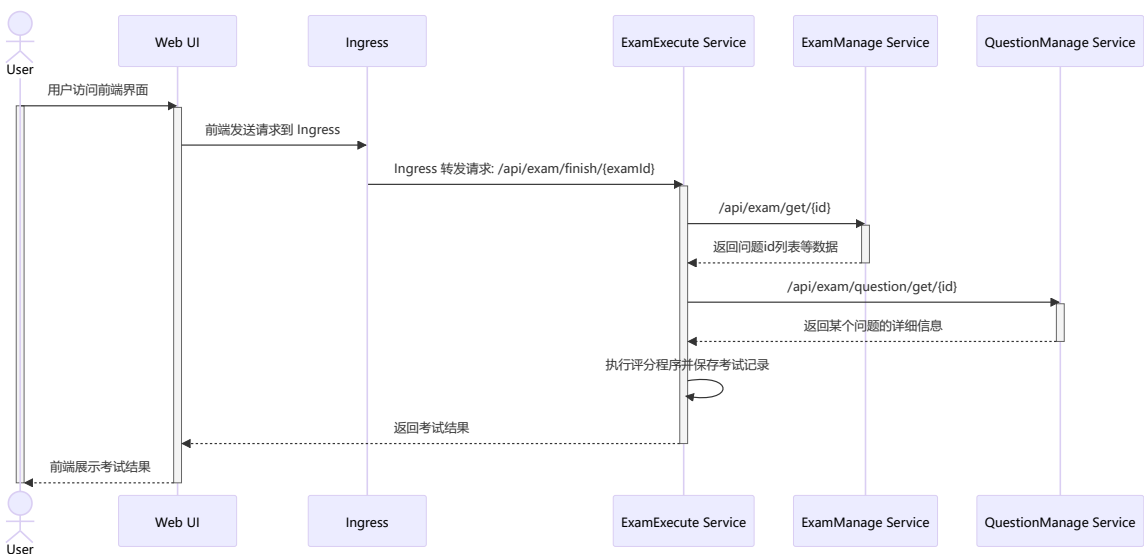 User
Web UI
Ingress
ExamExecute Service
ExamManage Service
QuestionManage Service
用户访问前端界面
前端发送请求到 Ingress
Ingress 转发请求: /api/exam/finish/{examId}
/api/exam/get/{id}
返回问题id列表等数据
/api/exam/question/get/{id}
返回某个问题的详细信息
执行评分程序并保存考试记录
返回考试结果
前端展示考试结果
User
Web UI
Ingress
ExamExecute Service
ExamManage Service
QuestionManage Service